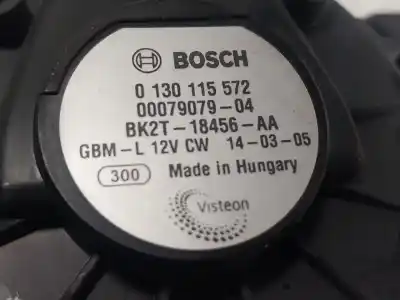 BOSCH
0 130 115 572
00079079-04
BK2T-18456-AA
GBM-L 12V CW 14-03-05
300 Made in Hungary
Visteon